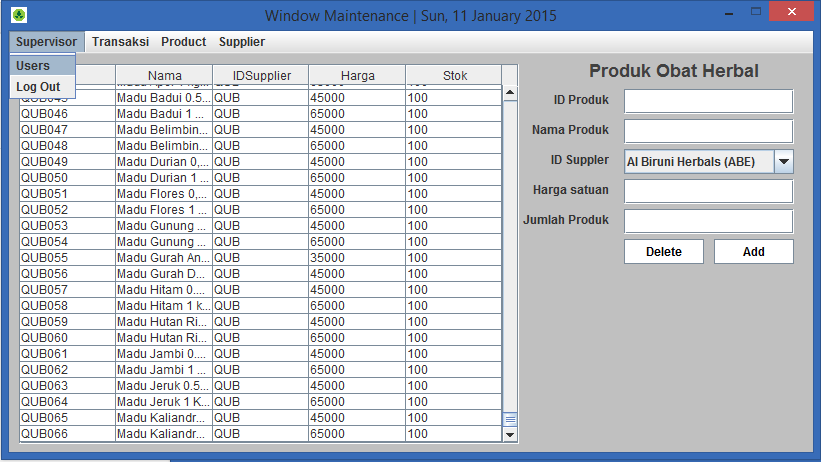 Window Maintenance | Sun, 11 January 2015
Supervisor Transaksi Product Supplier
Users
Log Out
Nama IDSupplier Harga Stok
Madu Badui 0.5... QUB 45000 100
QUB046 Madu Badui 1 ... QUB 65000 100
QUB047 Madu Belimbin... QUB 45000 100
QUB048 Madu Belimbin... QUB 65000 100
QUB049 Madu Durian 0,... QUB 45000 100
QUB050 Madu Durian 1 ... QUB 65000 100
QUB051 Madu Flores 0,... QUB 45000 100
QUB052 Madu Flores 1 ... QUB 65000 100
QUB053 Madu Gunung ... QUB 45000 100
QUB054 Madu Gunung ... QUB 65000 100
QUB055 Madu Gurah An... QUB 35000 100
QUB056 Madu Gurah D... QUB 45000 100
QUB057 Madu Hitam 0.... QUB 45000 100
QUB058 Madu Hitam 1 k... QUB 65000 100
QUB059 Madu Hutan Ri... QUB 45000 100
QUB060 Madu Hutan Ri... QUB 65000 100
QUB061 Madu Jambi 0.... QUB 45000 100
QUB062 Madu Jambi 1 ... QUB 65000 100
QUB063 Madu Jeruk 0.5... QUB 45000 100
QUB064 Madu Jeruk 1 K... QUB 65000 100
QUB065 Madu Kaliandr... QUB 45000 100
QUB066 Madu Kaliandr... QUB 65000 100
Produk Obat Herbal
ID Produk
Nama Produk
ID Suppler Al Biruni Herbals (ABE)
Harga satuan
Jumlah Produk
Delete Add